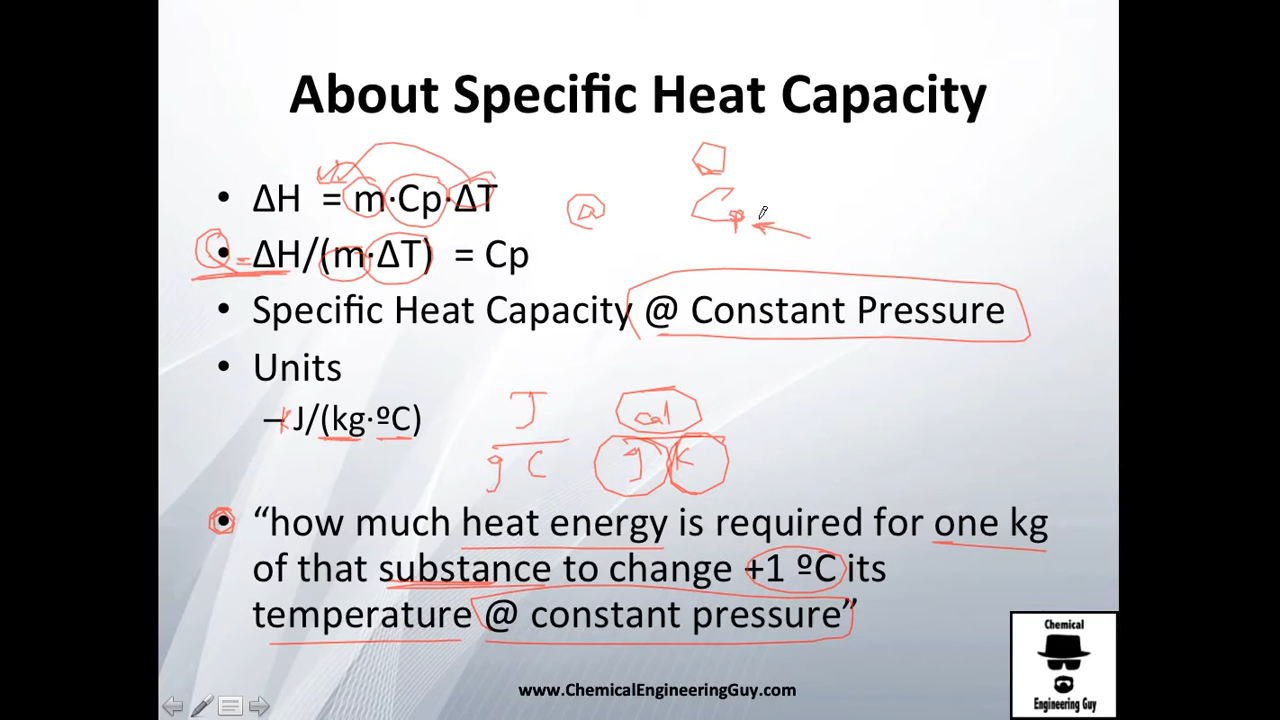 About Specific Heat Capacity
• ΔH = m·Cp·ΔT
@ Cp
Q = • ΔH/(m·ΔT) = Cp
• Specific Heat Capacity @ Constant Pressure
• Units
– kJ/(kg·ºC)
J cal
g C g K
• “how much heat energy is required for one kg
of that substance to change +1 ºC its
temperature @ constant pressure”
Chemical
Engineering Guy
www.ChemicalEngineeringGuy.com